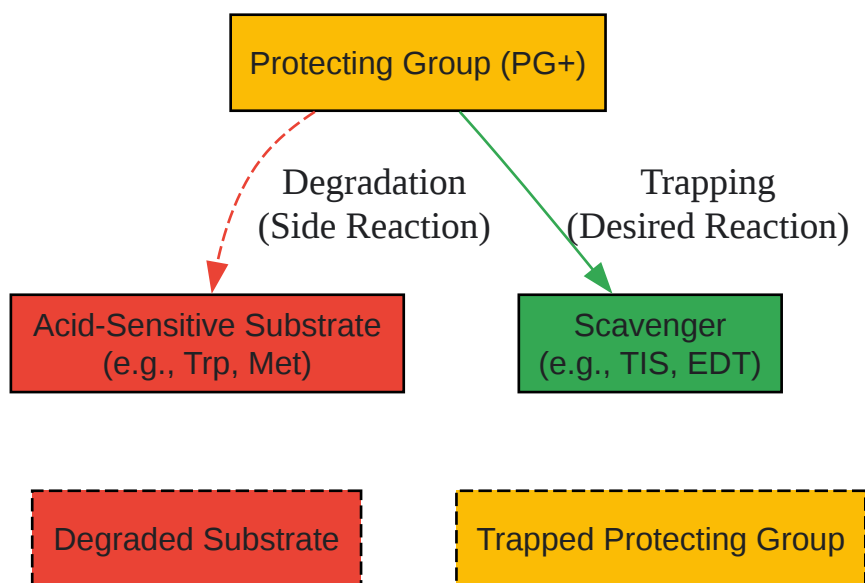 Protecting Group (PG+)
Degradation
(Side Reaction)
Trapping
(Desired Reaction)
Acid-Sensitive Substrate
(e.g., Trp, Met)
Scavenger
(e.g., TIS, EDT)
Degraded Substrate
Trapped Protecting Group